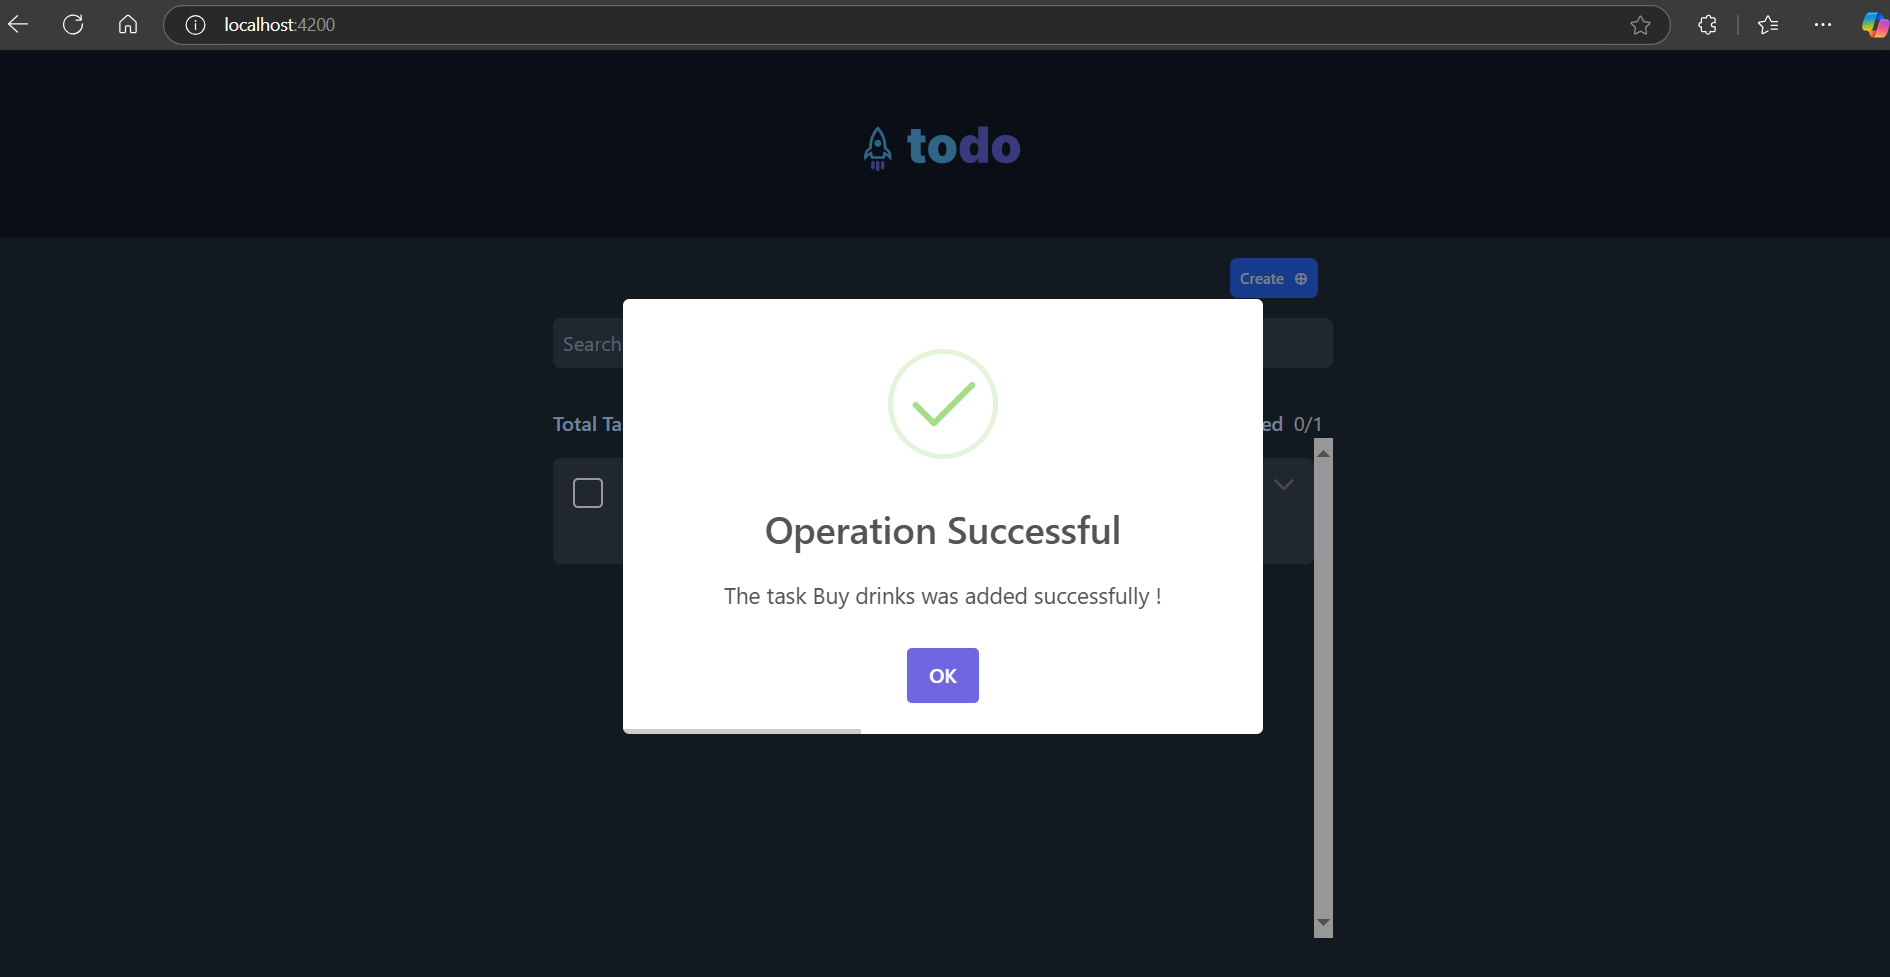 localhost:4200
todo
Create
Search
Total Ta
ed 0/1
Operation Successful
The task Buy drinks was added successfully !
OK